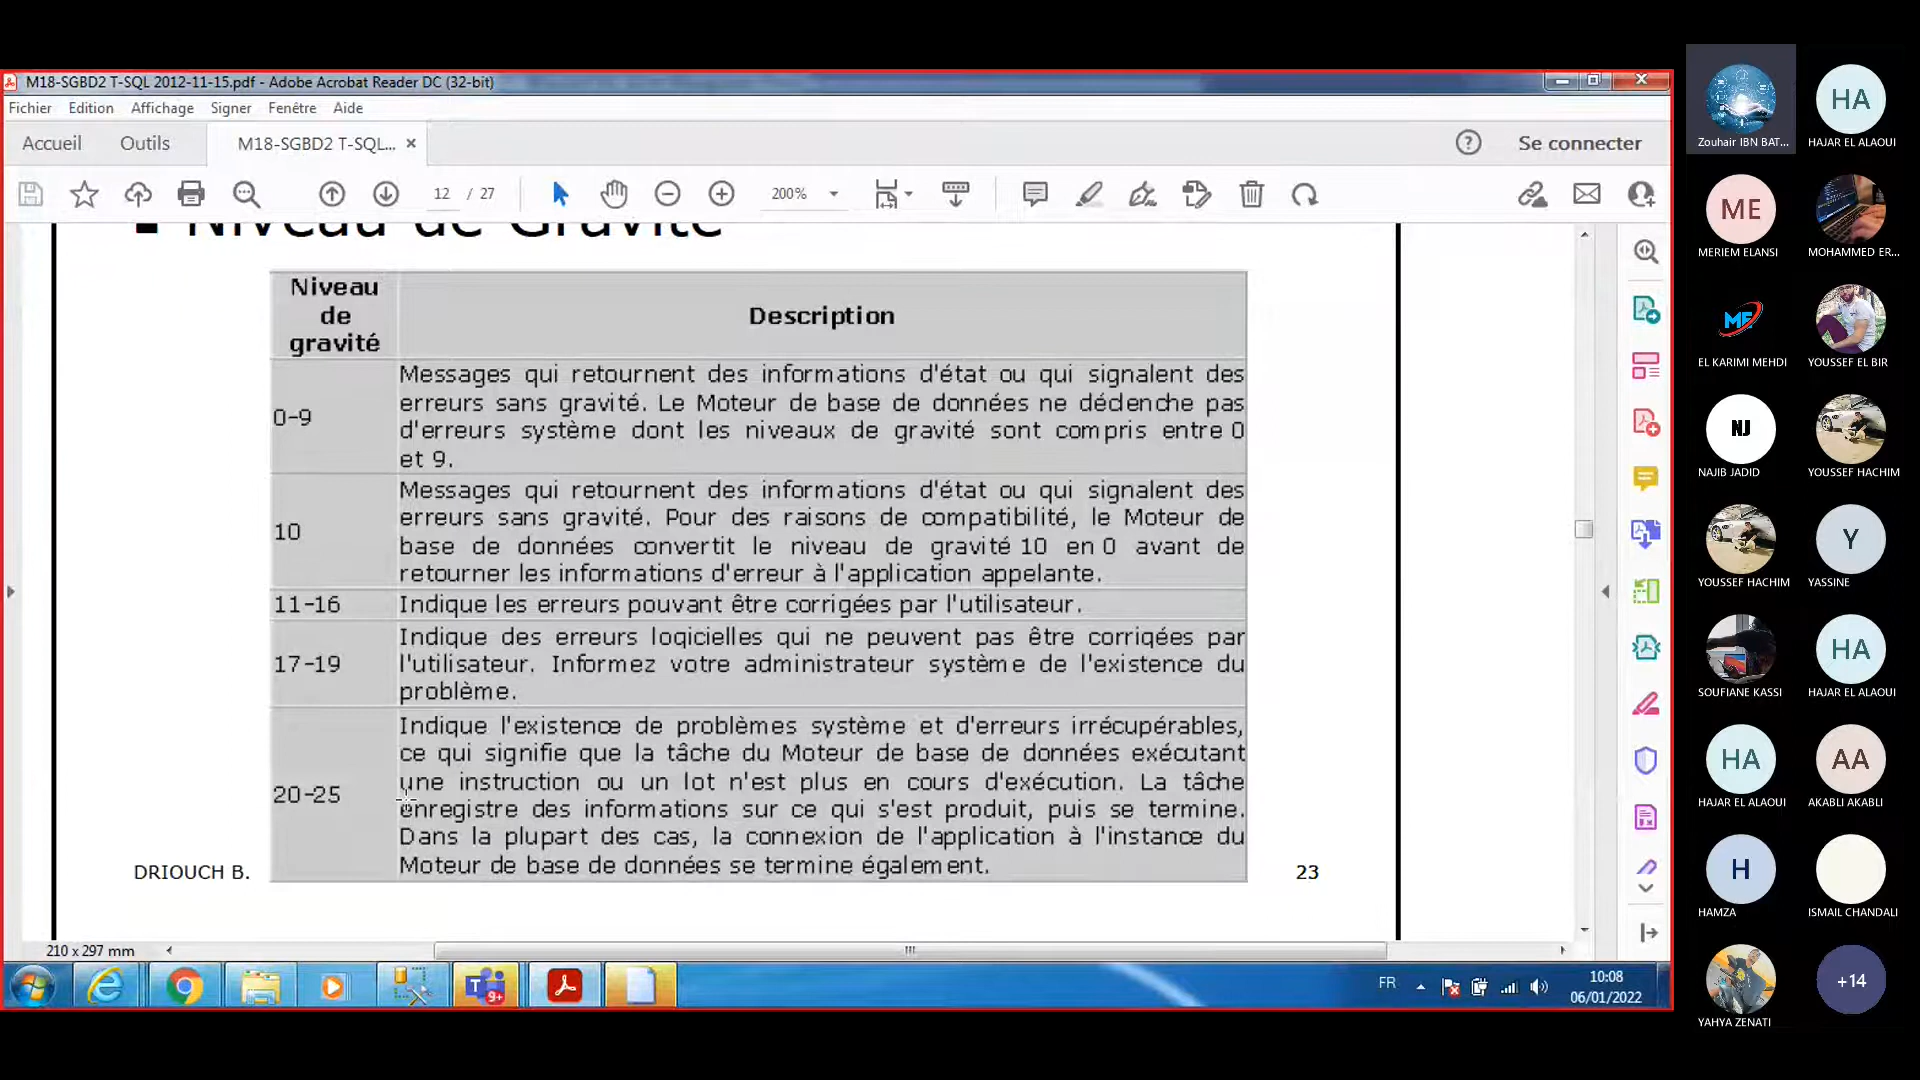 M18-SGBD2 T-SQL 2012-11-15.pdf - Adobe Acrobat Reader DC (32-bit)
Fichier Edition Affichage Signer Fenêtre Aide
Accueil Outils M18-SGBD2 T-SQL... Se connecter
12 / 27 200%
Niveau de Gravité
Niveau
de
gravité
Description
0-9
Messages qui retournent des informations d'état ou qui signalent des
erreurs sans gravité. Le Moteur de base de données ne déclenche pas
d'erreurs système dont les niveaux de gravité sont compris entre 0
et 9.
10
Messages qui retournent des informations d'état ou qui signalent des
erreurs sans gravité. Pour des raisons de compatibilité, le Moteur de
base de données convertit le niveau de gravité 10 en 0 avant de
retourner les informations d'erreur à l'application appelante.
11-16
Indique les erreurs pouvant être corrigées par l'utilisateur.
17-19
Indique des erreurs logicielles qui ne peuvent pas être corrigées par
l'utilisateur. Informez votre administrateur système de l'existence du
problème.
20-25
Indique l'existence de problèmes système et d'erreurs irrécupérables,
ce qui signifie que la tâche du Moteur de base de données exécutant
une instruction ou un lot n'est plus en cours d'exécution. La tâche
enregistre des informations sur ce qui s'est produit, puis se termine.
Dans la plupart des cas, la connexion de l'application à l'instance du
Moteur de base de données se termine également.
DRIOUCH B.
23
210 x 297 mm
FR
10:08
06/01/2022
9+
Zouhair IBN BAT...
HA
HAJAR EL ALAOUI
ME
MERIEM ELANSI
MOHAMMED ER...
ME
EL KARIMI MEHDI
YOUSSEF EL BIR
NJ
NAJIB JADID
YOUSSEF HACHIM
YOUSSEF HACHIM
Y
YASSINE
SOUFIANE KASSI
HA
HAJAR EL ALAOUI
HA
HAJAR EL ALAOUI
AA
AKABLI AKABLI
H
HAMZA
ISMAIL CHANDALI
YAHYA ZENATI
+14